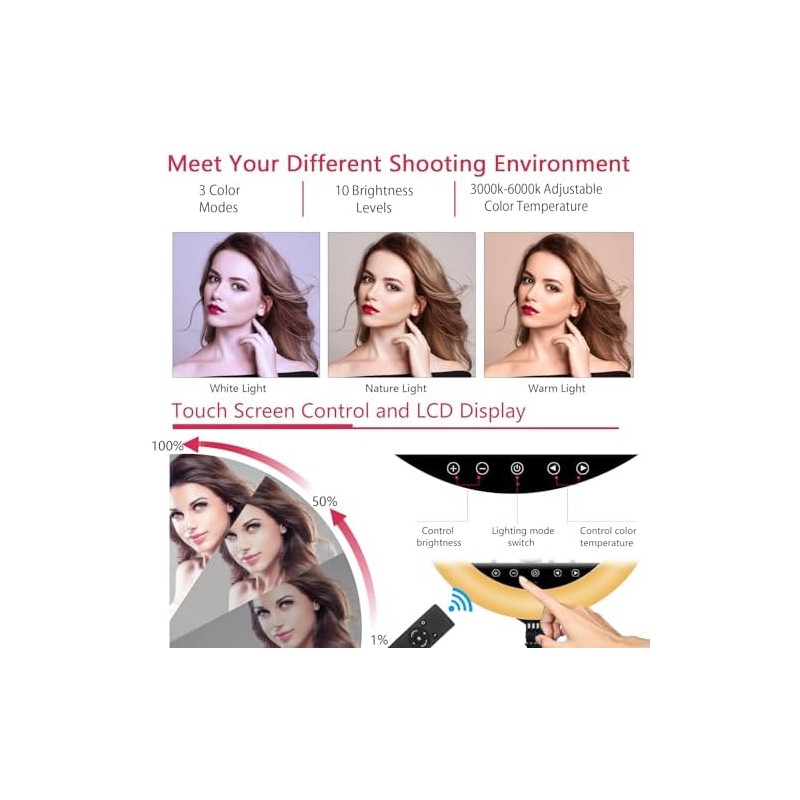 Meet Your Different Shooting Environment
3 Color
Modes
10 Brightness
Levels
3000k-6000k Adjustable
Color Temperature
White Light
Nature Light
Warm Light
Touch Screen Control and LCD Display
100%
50%
1%
Control
brightness
Lighting mode
switch
Control color
temperature